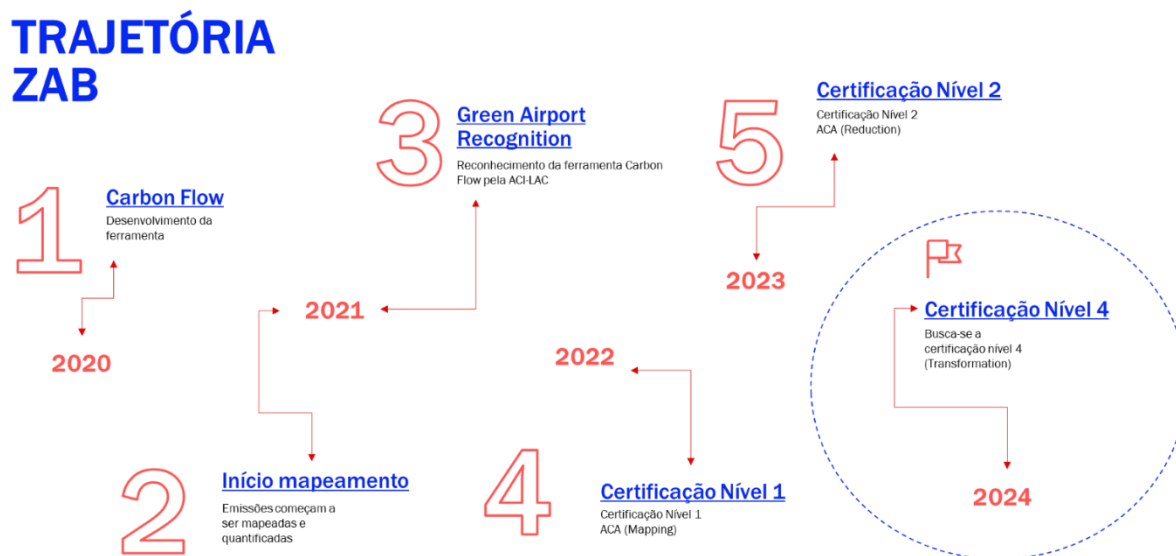 TRAJETÓRIA
ZAB
1
Carbon Flow
Desenvolvimento da
ferramenta
2020
2
Início mapeamento
Emissões começam a
ser mapeadas e
quantificadas
2021
3
Green Airport
Recognition
Reconhecimento da ferramenta Carbon
Flow pela ACI-LAC
2022
4
Certificação Nível 1
Certificação Nível 1
ACA (Mapping)
5
Certificação Nível 2
Certificação Nível 2
ACA (Reduction)
2023
Certificação Nível 4
Busca-se a
certificação nível 4
(Transformation)
2024